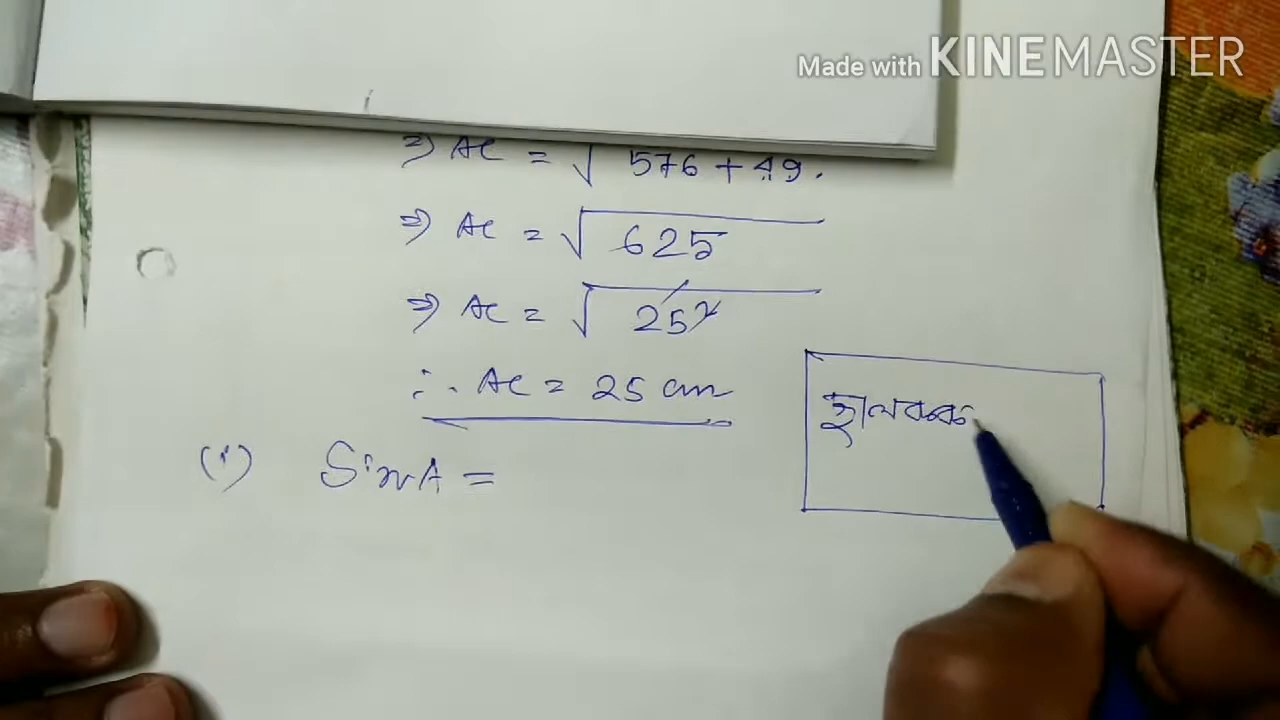 Made with KINEMASTER
⇒ AC = √ 576 + 49.
⇒ AC = √625
⇒ AC = √25²
∴ AC = 25 cm
(i) SinA =